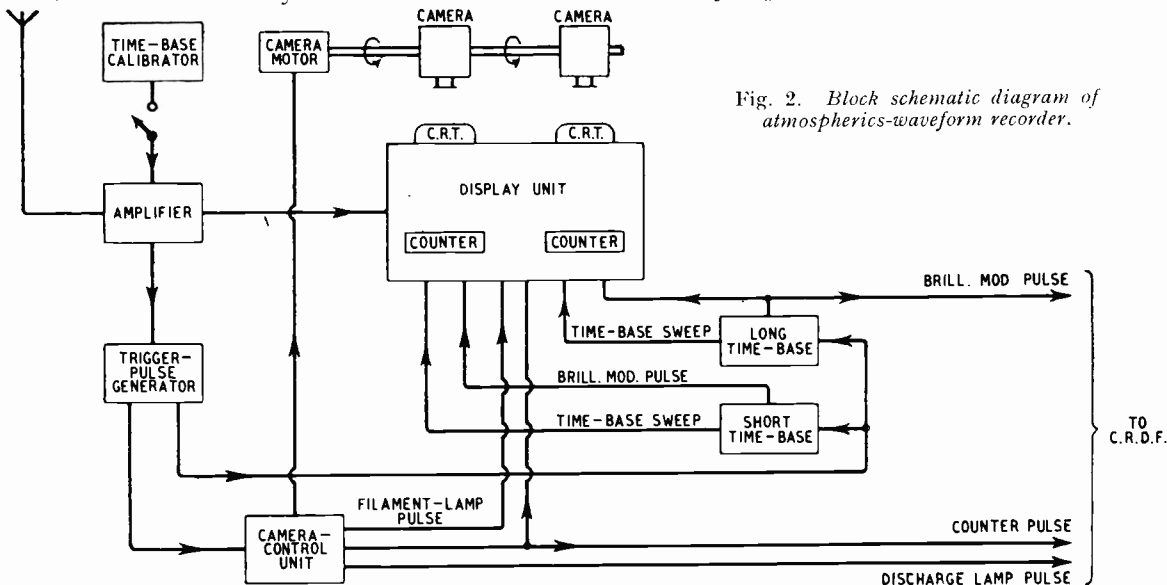 CAMERA
CAMERA
TIME-BASE
CALIBRATOR
CAMERA
MOTOR
Fig. 2. Block schematic diagram of
atmospherics-waveform recorder.
C.R.T.
C.R.T.
DISPLAY UNIT
AMPLIFIER
COUNTER
COUNTER
BRILL. MOD PULSE
TIME-BASE SWEEP
LONG
TIME-BASE
TRIGGER-
PULSE
GENERATOR
BRILL. MOD. PULSE
TIME-BASE SWEEP
SHORT
TIME-BASE
TO
C.R.D.F.
FILAMENT-LAMP
PULSE
CAMERA-
CONTROL
UNIT
COUNTER PULSE
DISCHARGE LAMP PULSE